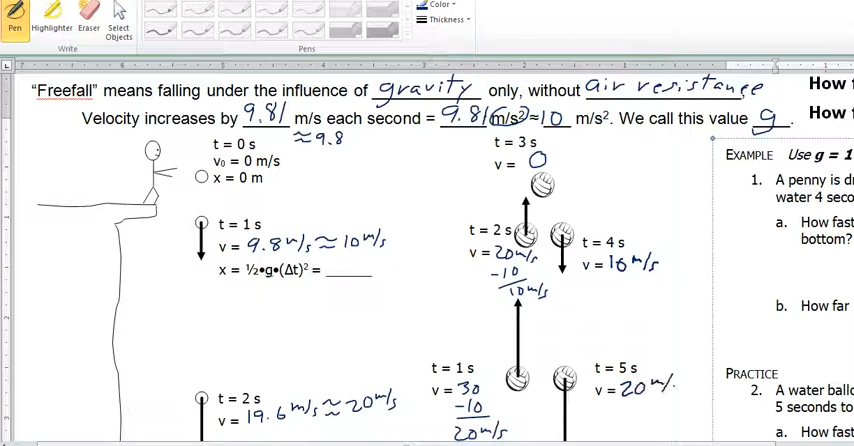 Pen
Highlighter
Eraser
Select Objects
Color
Thickness
Write
Pens
"Freefall" means falling under the influence of gravity only, without air resistance
How f
Velocity increases by 9.81 m/s each second = 9.81 m/s² ≈ 10 m/s². We call this value g.
How f
≈ 9.8
t = 0 s
v₀ = 0 m/s
x = 0 m
t = 1 s
v = 9.8 m/s ≈ 10 m/s
x = ½•g•(Δt)² = ______
t = 2 s
v = 19.6 m/s ≈ 20 m/s
t = 3 s
v = 0
t = 2 s
v = 20 m/s
-10
10 m/s
t = 4 s
v = 10 m/s
t = 1 s
v = 30
-10
20 m/s
t = 5 s
v = 20 m/
EXAMPLE Use g = 1
1. A penny is dr
water 4 seco
a. How fast
bottom?
b. How far
PRACTICE
2. A water ballo
5 seconds to
a. How fast